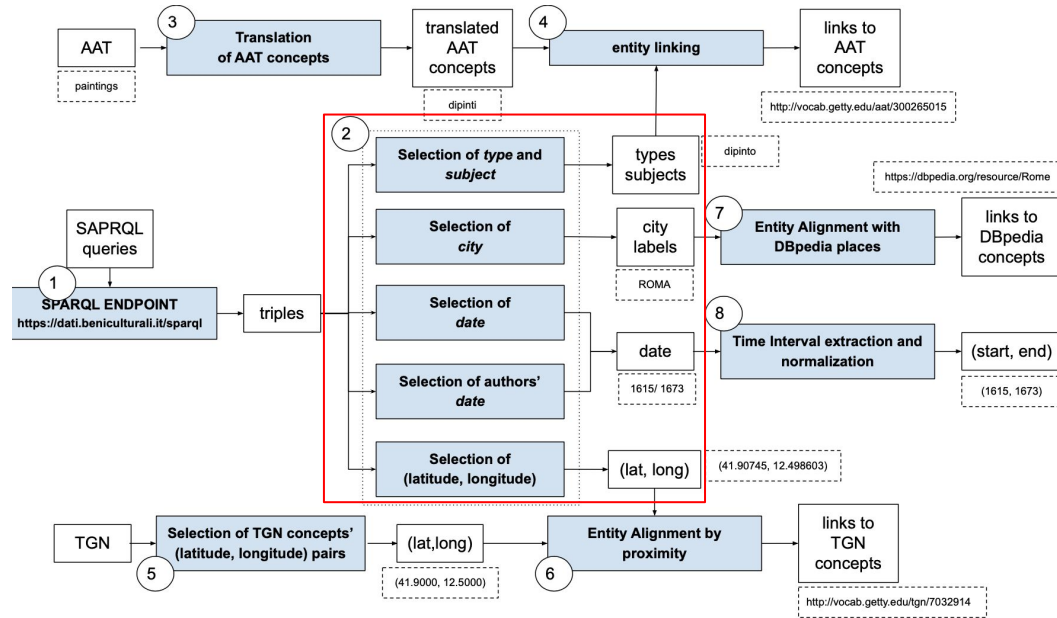 3
4
AAT
Translation
of AAT concepts
translated
AAT
concepts
entity linking
links to
AAT
concepts
paintings
dipinti
http://vocab.getty.edu/aat/300265015
2
Selection of type and
subject
types
subjects
dipinto
https://dbpedia.org/resource/Rome
SAPRQL
queries
Selection of
city
city
labels
7
Entity Alignment with
DBpedia places
links to
DBpedia
concepts
ROMA
1
SPARQL ENDPOINT
https://dati.beniculturali.it/sparql
triples
Selection of
date
8
date
Time Interval extraction and
normalization
(start, end)
Selection of authors'
date
1615/ 1673
(1615, 1673)
Selection of
(latitude, longitude)
(lat, long)
(41.90745, 12.498603)
TGN
Selection of TGN concepts'
(latitude, longitude) pairs
(lat,long)
Entity Alignment by
proximity
links to
TGN
concepts
5
(41.9000, 12.5000)
6
http://vocab.getty.edu/tgn/7032914